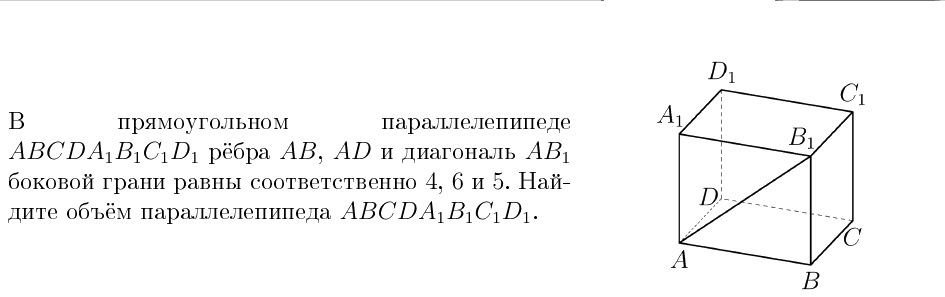 В прямоугольном параллелепипеде
ABCDA₁B₁C₁D₁ рёбра AB, AD и диагональ AB₁
боковой грани равны соответственно 4, 6 и 5. Най-
дите объём параллелепипеда ABCDA₁B₁C₁D₁.
D₁
C₁
A₁
B₁
D
C
A
B